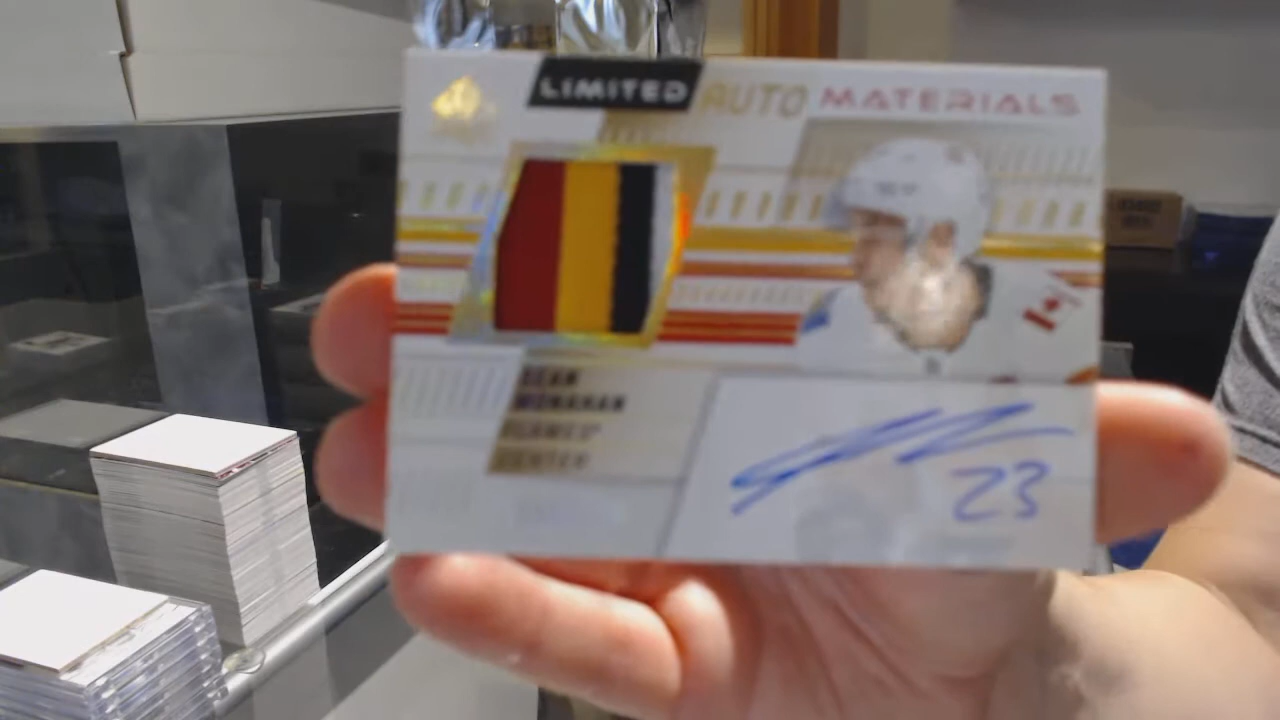 LIMITED AUTO MATERIALS
SEAN
MONAHAN
FLAMES
CENTER
23